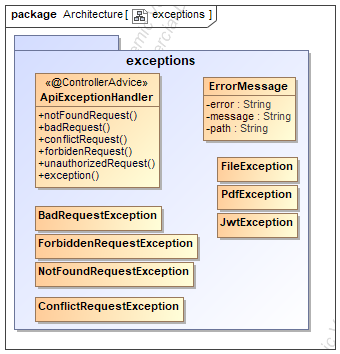 package Architecture[ exceptions ]
exceptions
«@ControllerAdvice»
ApiExceptionHandler
+notFoundRequest()
+badRequest()
+conflictRequest()
+forbidenRequest()
+unauthorizedRequest()
+exception()
ErrorMessage
-error : String
-message : String
-path : String
FileException
PdfException
JwtException
BadRequestException
ForbiddenRequestException
NotFoundRequestException
ConflictRequestException